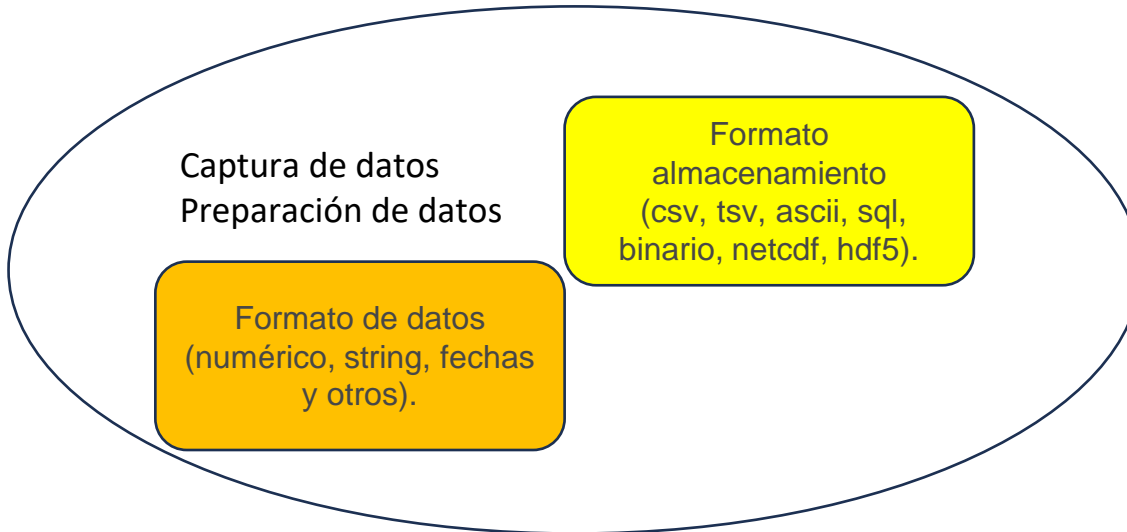 Captura de datos
Preparación de datos
Formato
almacenamiento
(csv, tsv, ascii, sql,
binario, netcdf, hdf5).
Formato de datos
(numérico, string, fechas
y otros).